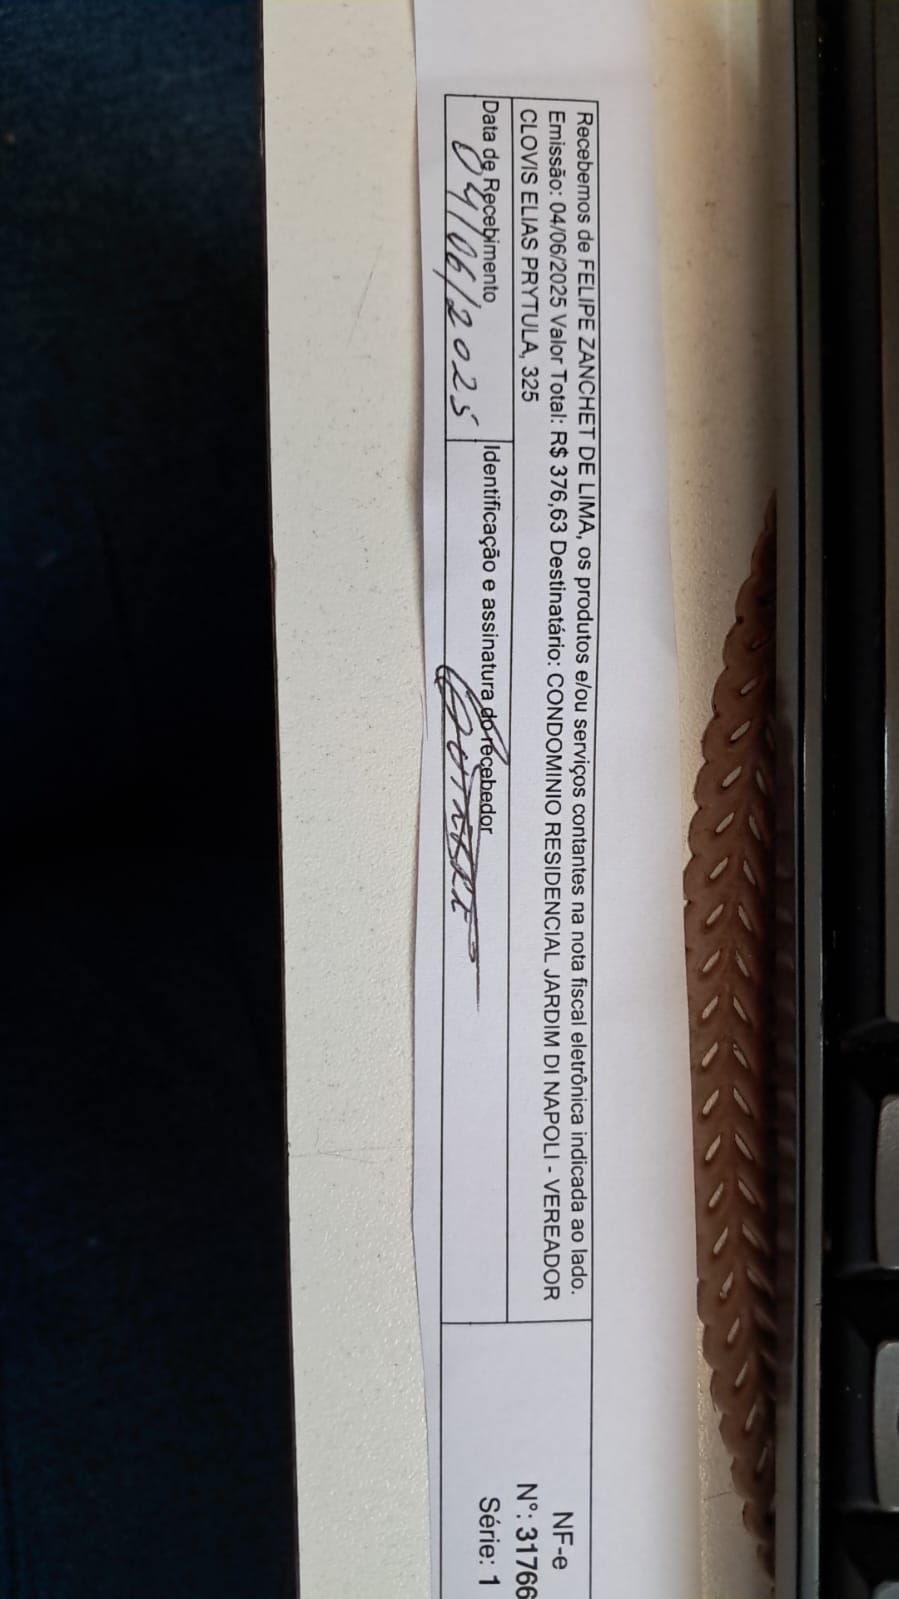 Recebemos de FELIPE ZANCHET DE LIMA, os produtos e/ou serviços contantes na nota fiscal eletrônica indicada ao lado.
Emissão: 04/06/2025 Valor Total: R$ 376,63 Destinatário: CONDOMINIO RESIDENCIAL JARDIM DI NAPOLI - VEREADOR
CLOVIS ELIAS PRYTULA, 325
Data de Recebimento
04/06/2025
Identificação e assinatura do recebedor
NF-e
Nº: 31766
Série: 1